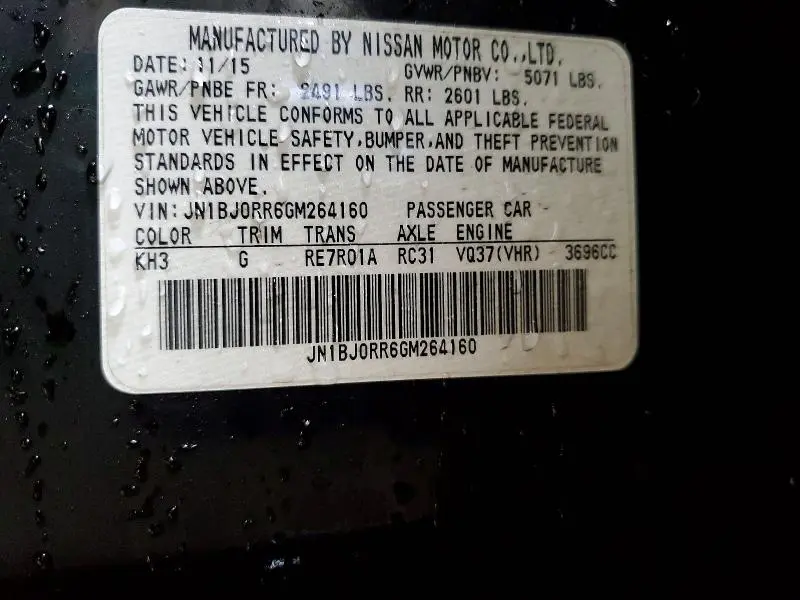 MANUFACTURED BY NISSAN MOTOR CO.,LTD.
DATE: 11/15 GVWR/PNBV: 5071 LBS.
GAWR/PNBE FR: 2491 LBS. RR: 2601 LBS.
THIS VEHICLE CONFORMS TO ALL APPLICABLE FEDERAL
MOTOR VEHICLE SAFETY,BUMPER,AND THEFT PREVENTION
STANDARDS IN EFFECT ON THE DATE OF MANUFACTURE
SHOWN ABOVE.
VIN: JN1BJ0RR6GM264160 PASSENGER CAR
COLOR TRIM TRANS AXLE ENGINE
KH3 G RE7R01A RC31 VQ37(VHR) 3696CC
JN1BJ0RR6GM264160